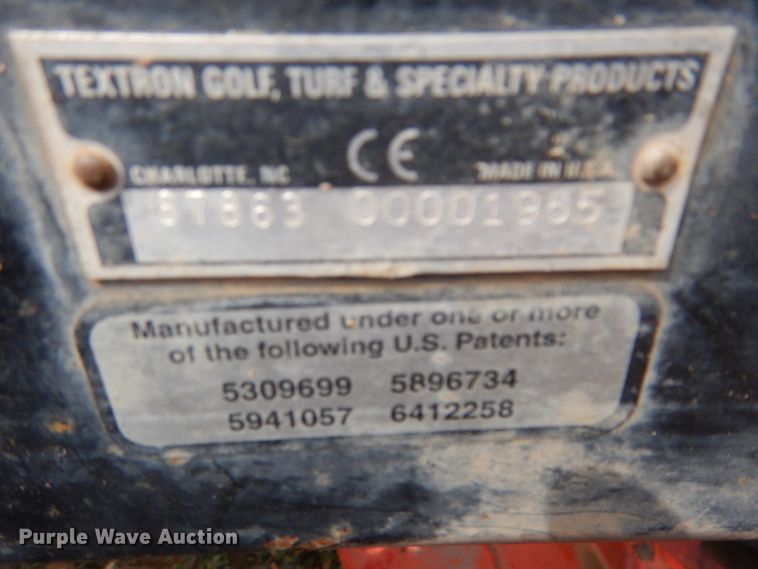 TEXTRON GOLF, TURF & SPECIALTY PRODUCTS
CE
CHARLOTTE, NC MADE IN U.S.A.
67863 00001965
Manufactured under one or more
of the following U.S. Patents:
5309699 5896734
5941057 6412258
Purple Wave Auction